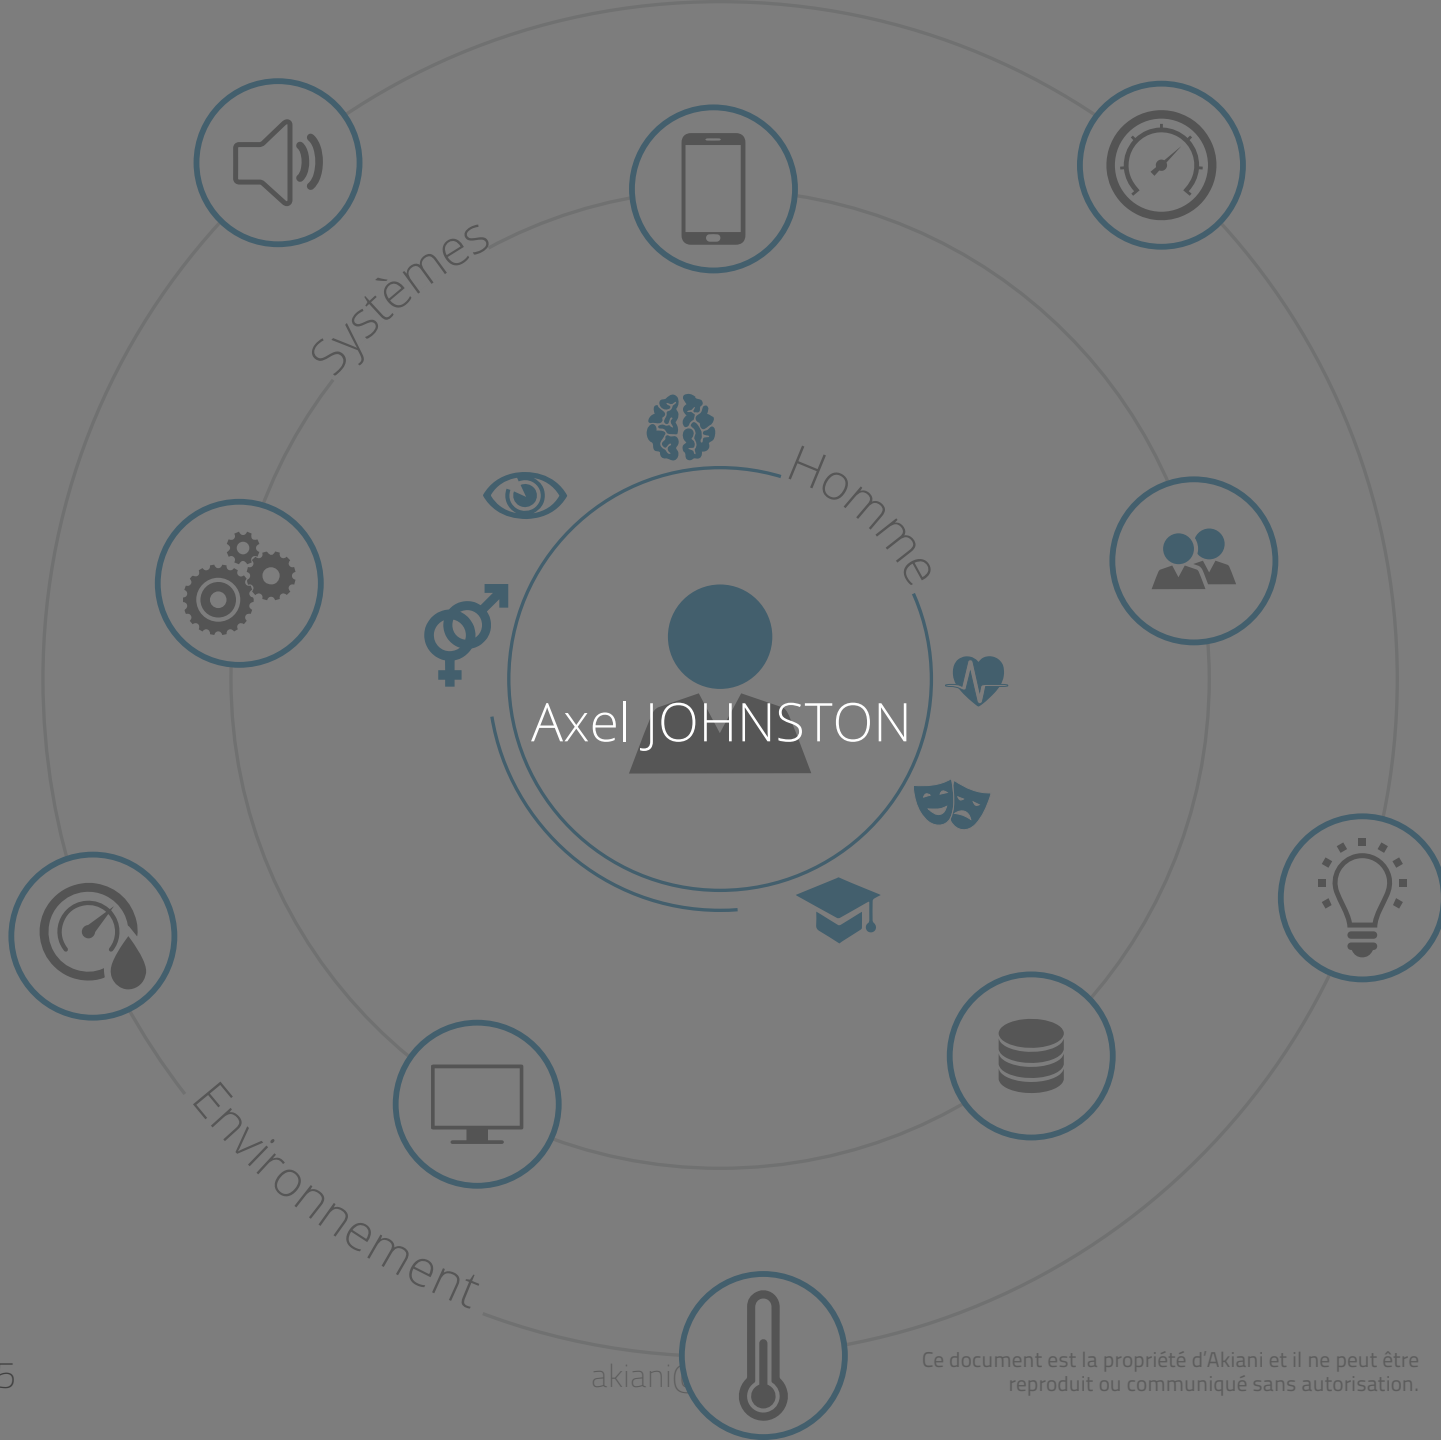 Systèmes
Homme
Axel JOHNSTON
Environnement
5
akiani@
Ce document est la propriété d'Akiani et il ne peut être
reproduit ou communiqué sans autorisation.